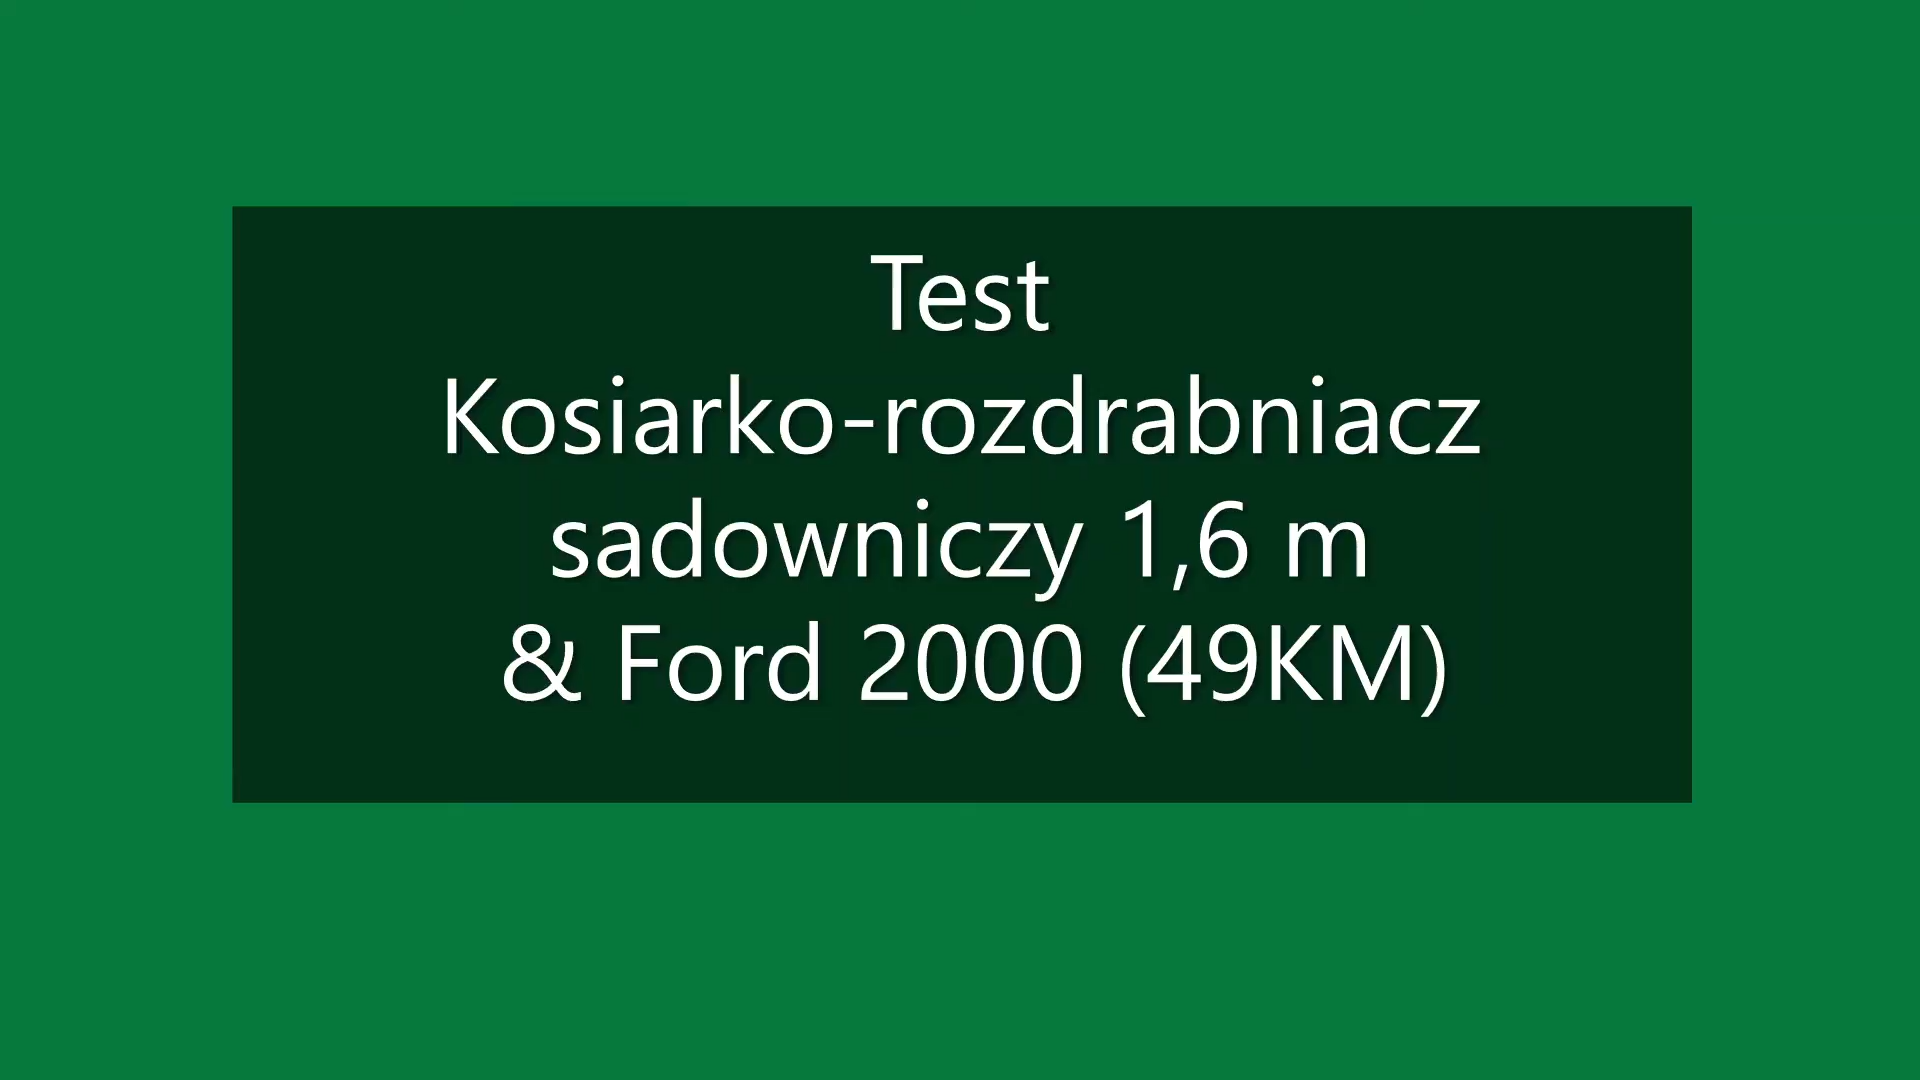 Test
Kosiarko-rozdrabniacz
sadowniczy 1,6 m
& Ford 2000 (49KM)